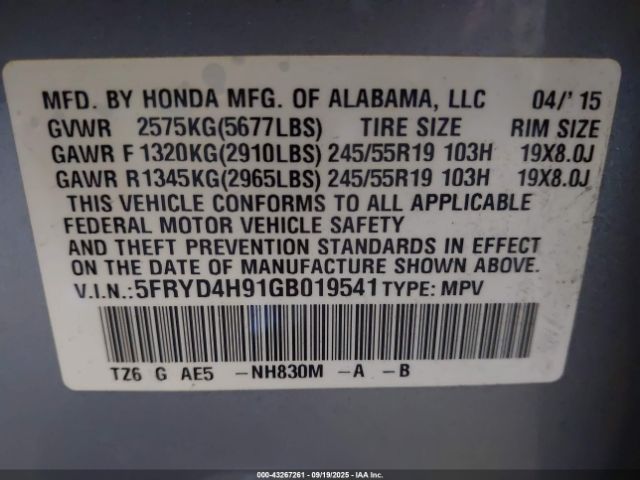 MFD. BY HONDA MFG. OF ALABAMA, LLC 04/'15
GVWR 2575KG(5677LBS) TIRE SIZE RIM SIZE
GAWR F 1320KG(2910LBS) 245/55R19 103H 19X8.0J
GAWR R 1345KG(2965LBS) 245/55R19 103H 19X8.0J
THIS VEHICLE CONFORMS TO ALL APPLICABLE
FEDERAL MOTOR VEHICLE SAFETY
AND THEFT PREVENTION STANDARDS IN EFFECT
ON THE DATE OF MANUFACTURE SHOWN ABOVE.
V.I.N.:5FRYD4H91GB019541 TYPE: MPV
TZ6 G AE5 -NH830M -A -B
000-43267261 - 09/19/2025 - IAAI, Inc.